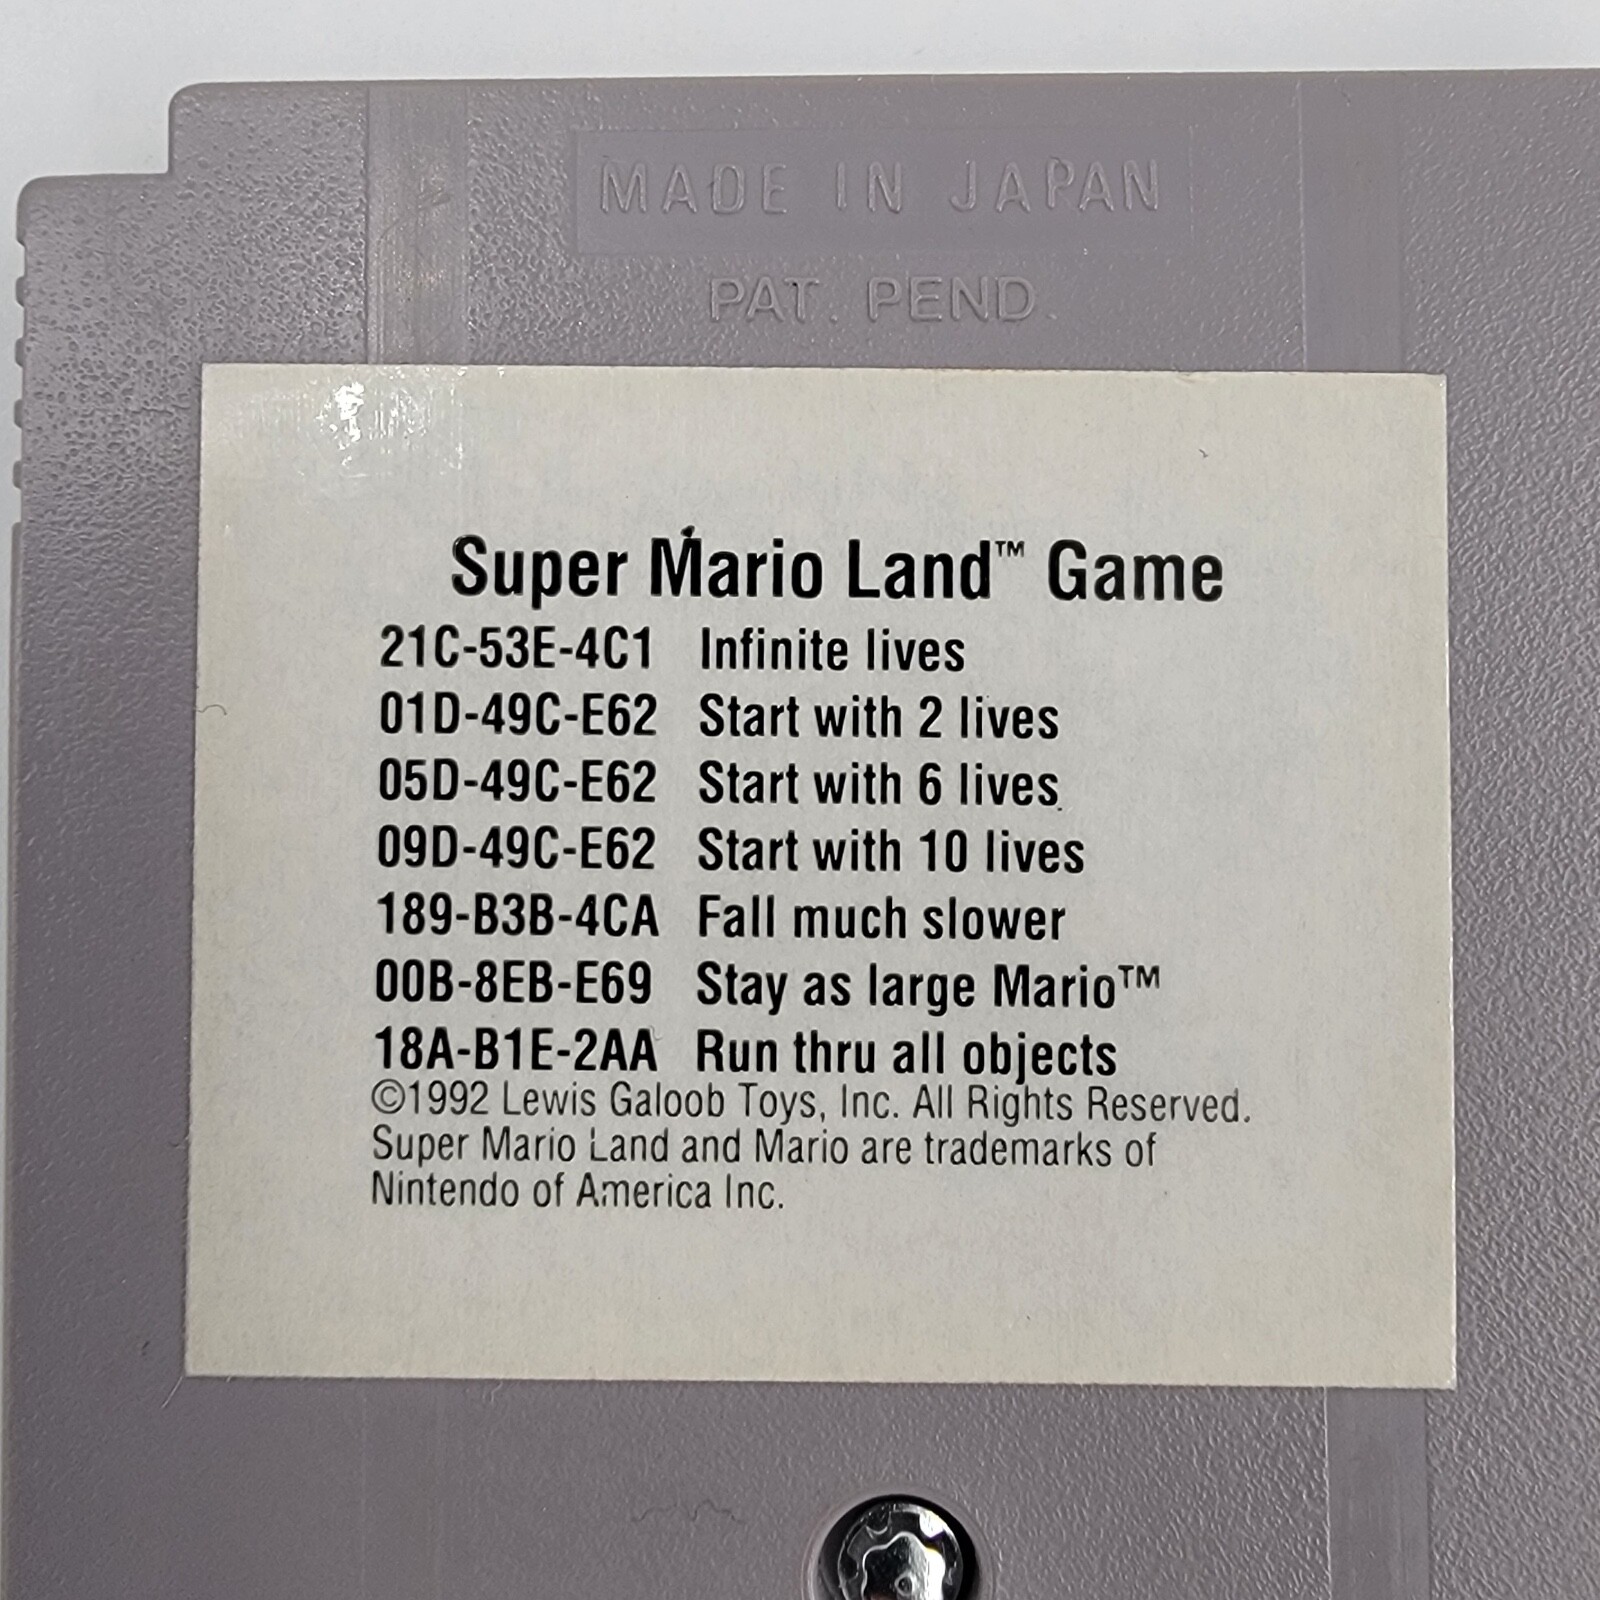 MADE IN JAPAN
PAT. PEND.
Super Mario Land™ Game
21C-53E-4C1 Infinite lives
01D-49C-E62 Start with 2 lives
05D-49C-E62 Start with 6 lives
09D-49C-E62 Start with 10 lives
189-B3B-4CA Fall much slower
00B-8EB-E69 Stay as large Mario™
18A-B1E-2AA Run thru all objects
©1992 Lewis Galoob Toys, Inc. All Rights Reserved.
Super Mario Land and Mario are trademarks of
Nintendo of America Inc.